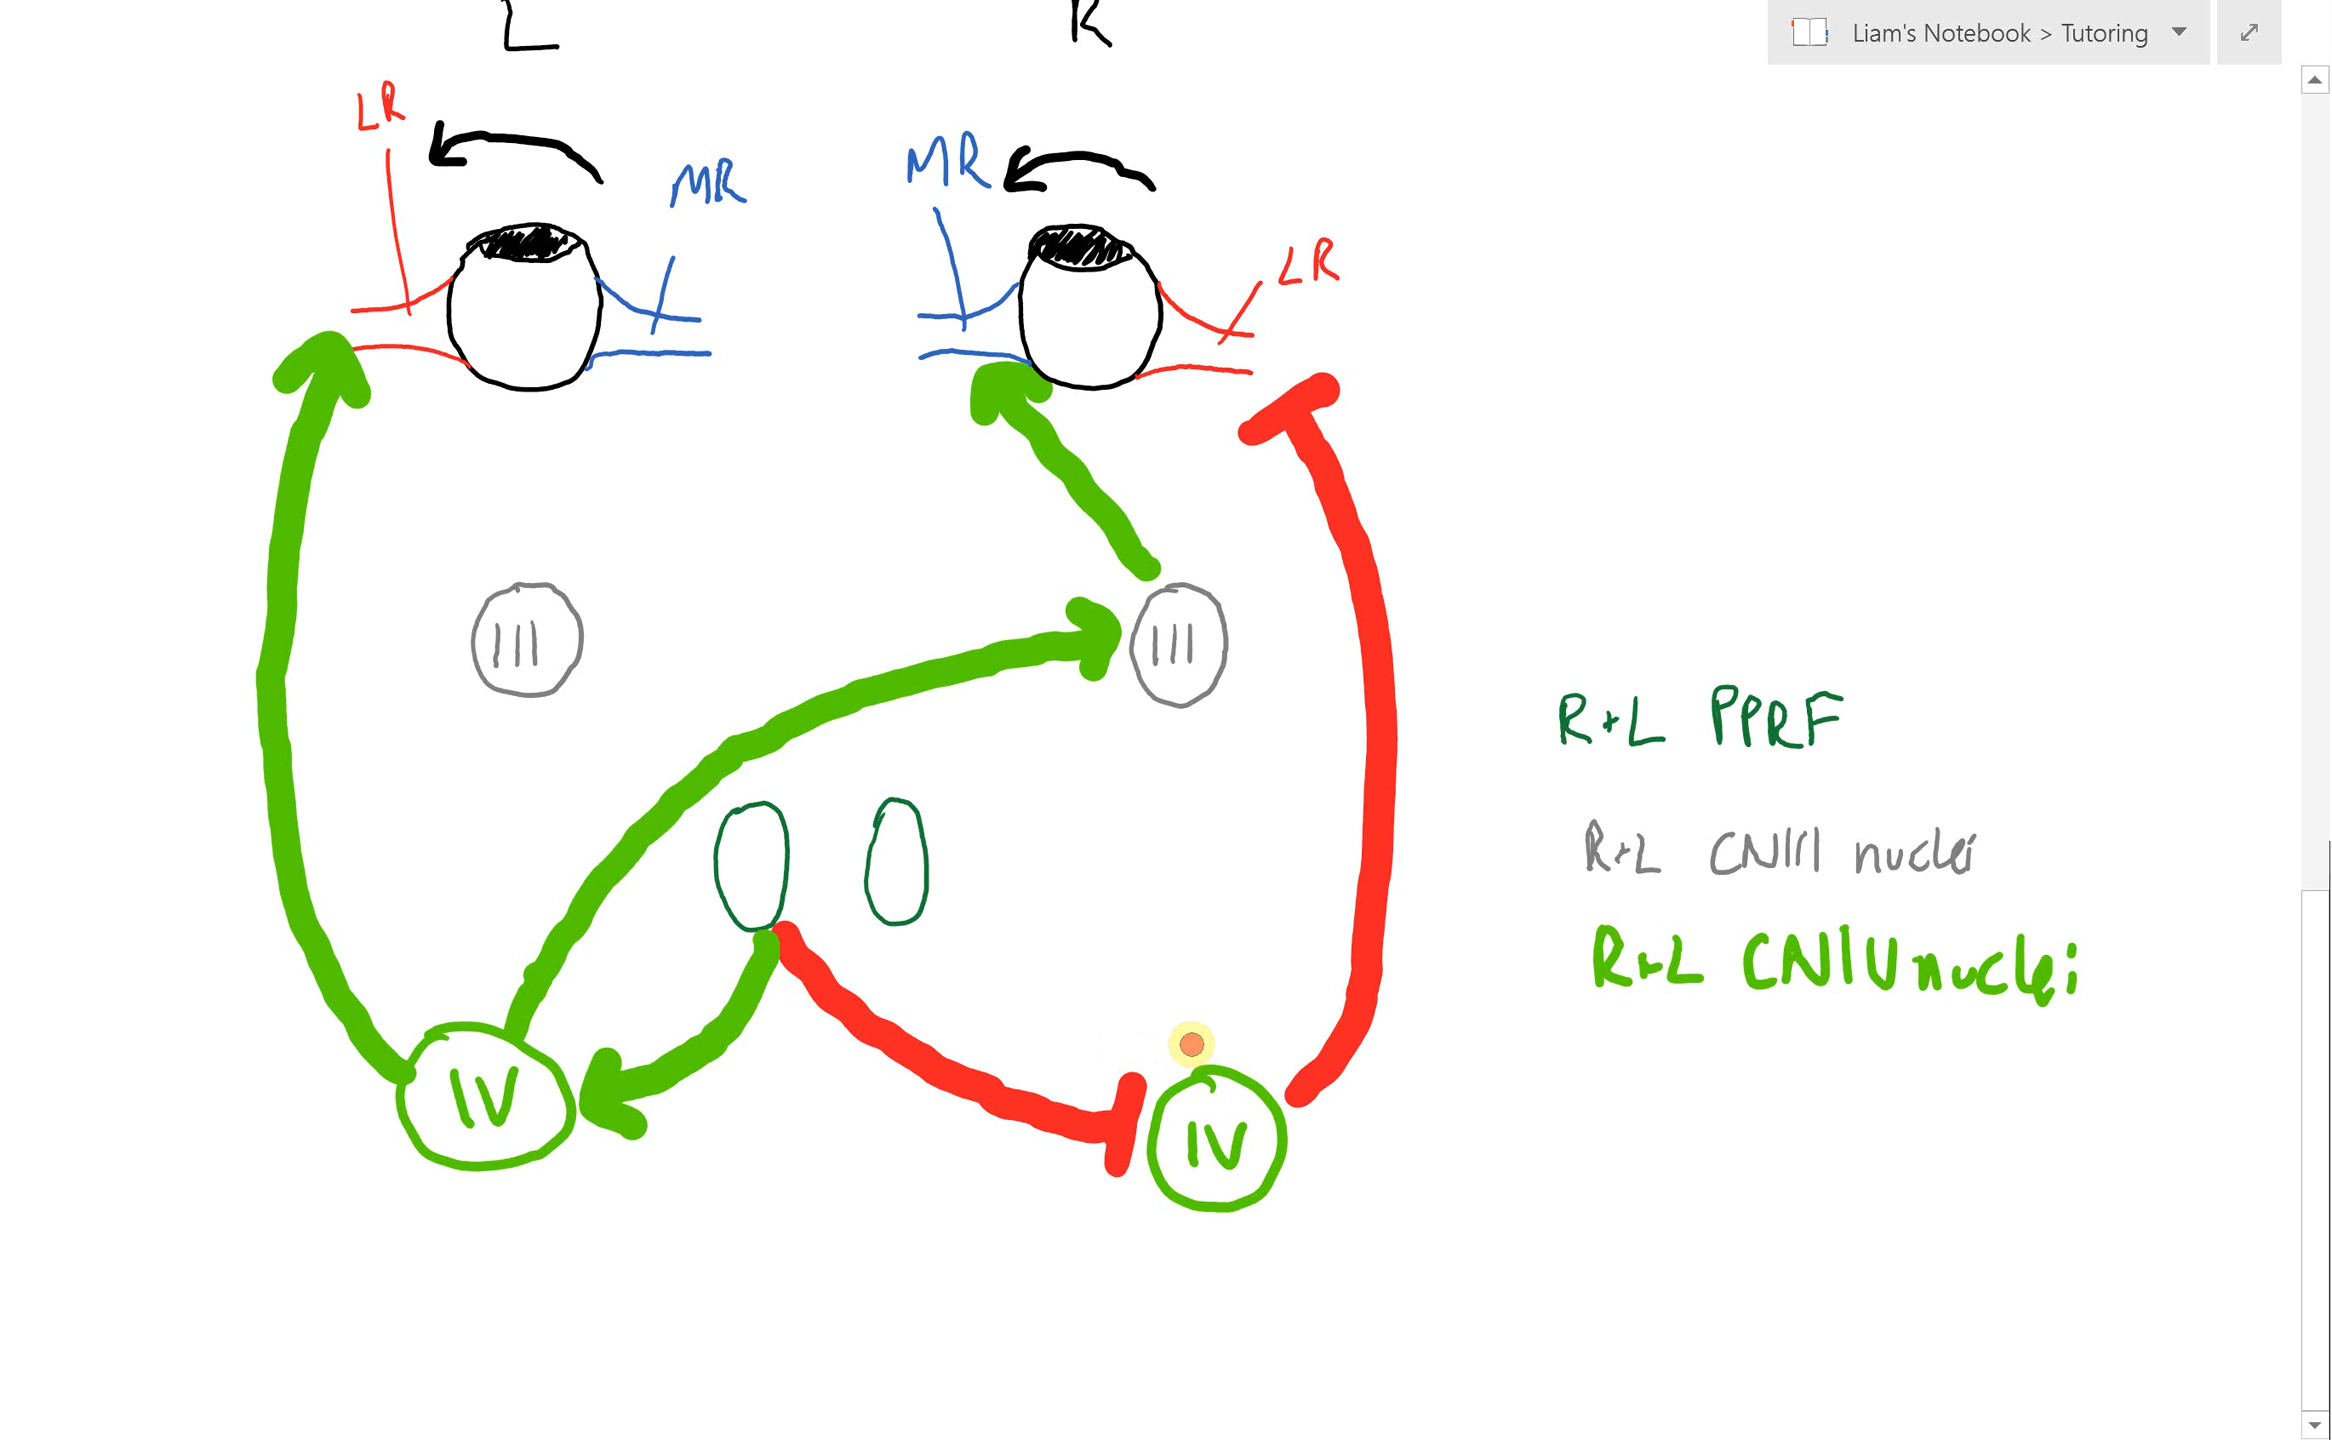 L R
Liam's Notebook > Tutoring
LR
MR
MR
LR
III
III
R+L PPRF
R+L CNIII nuclei
R+L CNIV nuclei
IV
IV